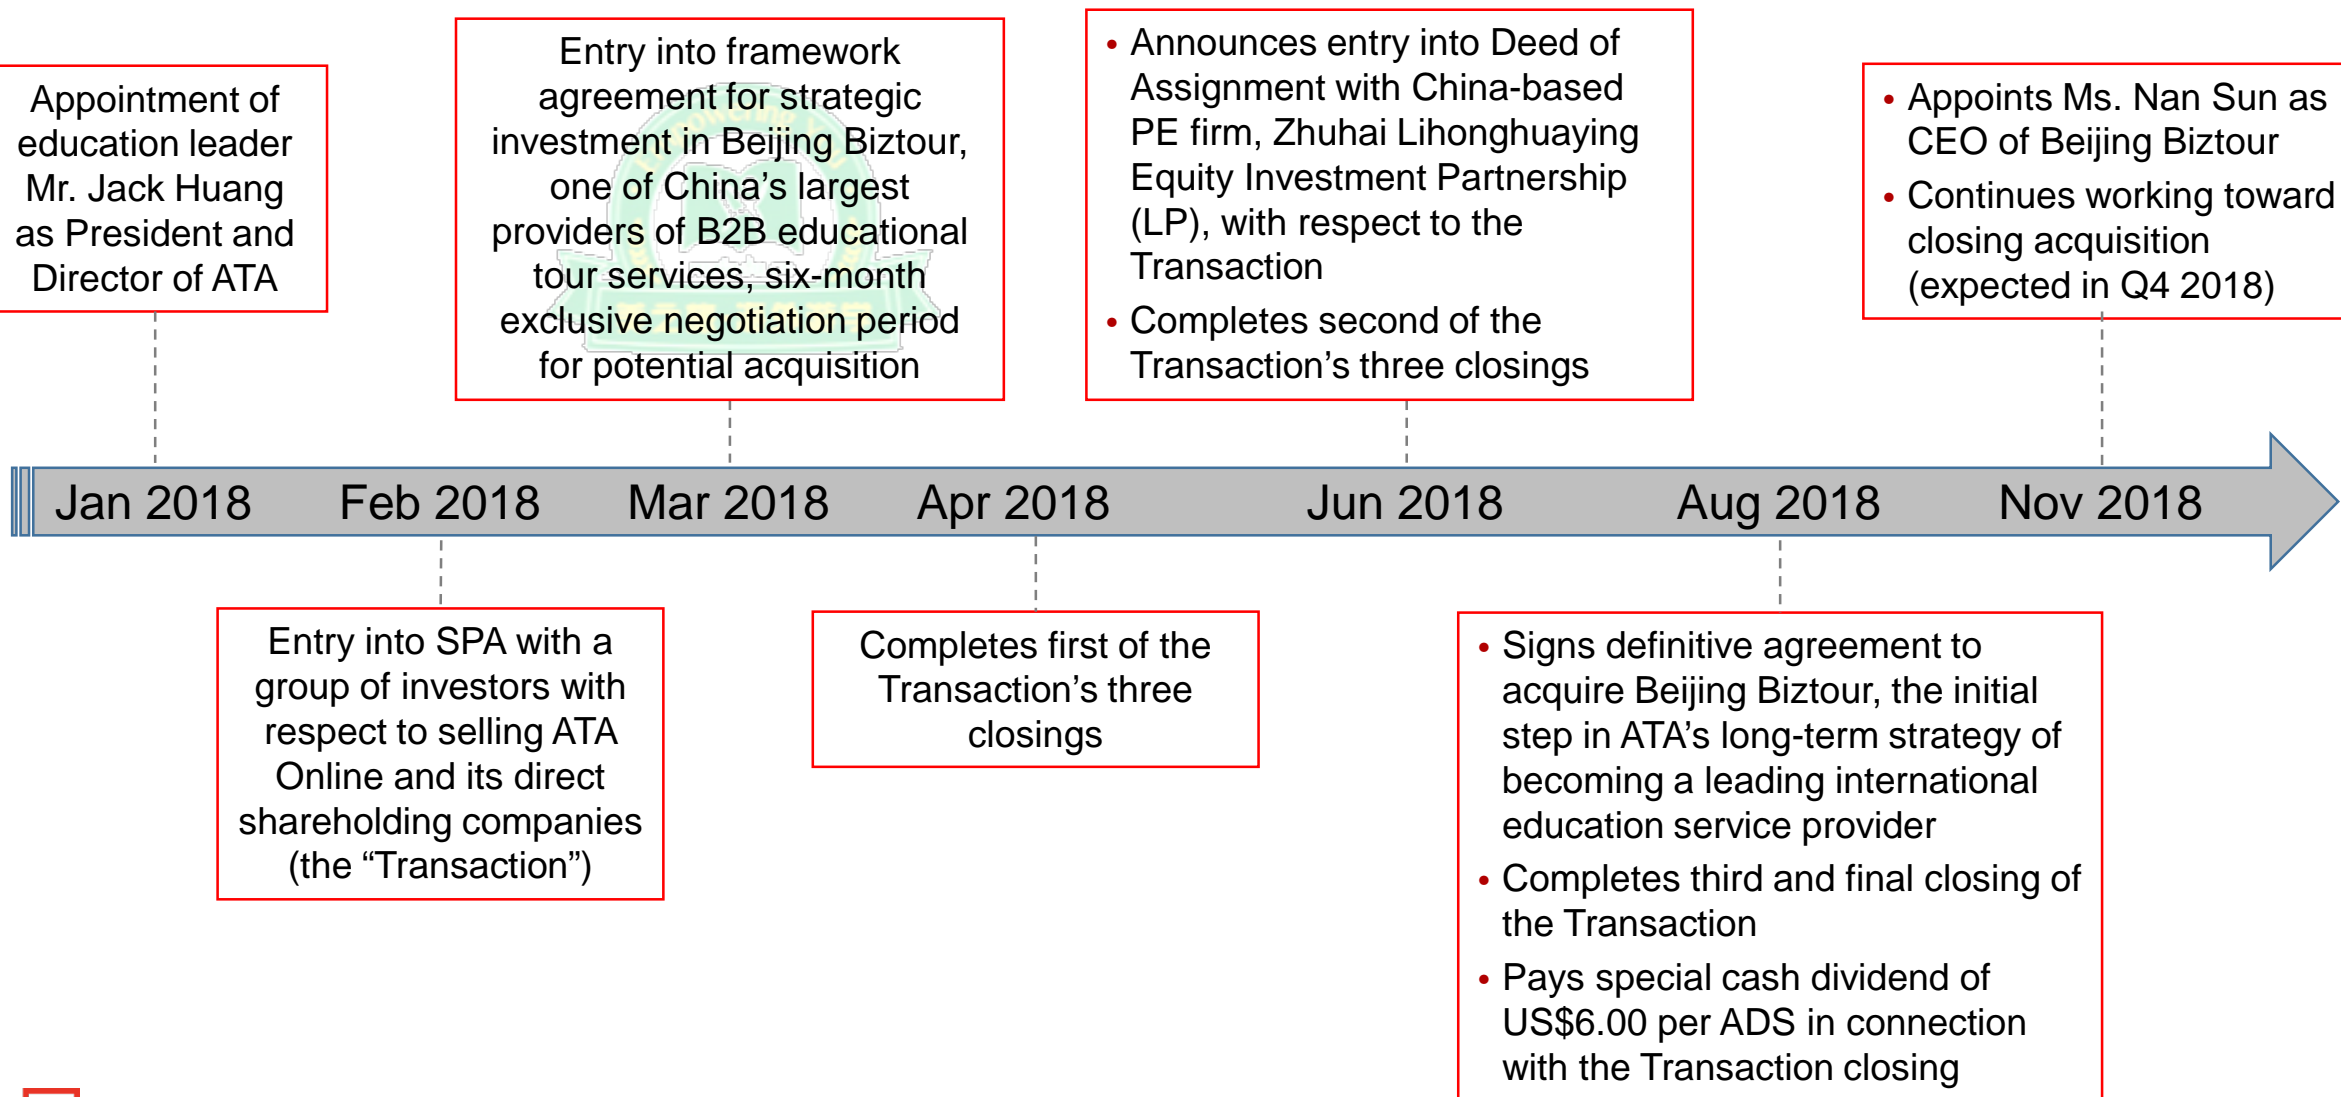 Appointment of
education leader
Mr. Jack Huang
as President and
Director of ATA
Entry into framework
agreement for strategic
investment in Beijing Biztour,
one of China’s largest
providers of B2B educational
tour services, six-month
exclusive negotiation period
for potential acquisition
• Announces entry into Deed of
Assignment with China-based
PE firm, Zhuhai Lihonghuaying
Equity Investment Partnership
(LP), with respect to the
Transaction
• Completes second of the
Transaction’s three closings
• Appoints Ms. Nan Sun as
CEO of Beijing Biztour
• Continues working toward
closing acquisition
(expected in Q4 2018)
Jan 2018 Feb 2018 Mar 2018 Apr 2018 Jun 2018 Aug 2018 Nov 2018
Entry into SPA with a
group of investors with
respect to selling ATA
Online and its direct
shareholding companies
(the “Transaction”)
Completes first of the
Transaction’s three
closings
• Signs definitive agreement to
acquire Beijing Biztour, the initial
step in ATA’s long-term strategy of
becoming a leading international
education service provider
• Completes third and final closing of
the Transaction
• Pays special cash dividend of
US$6.00 per ADS in connection
with the Transaction closing